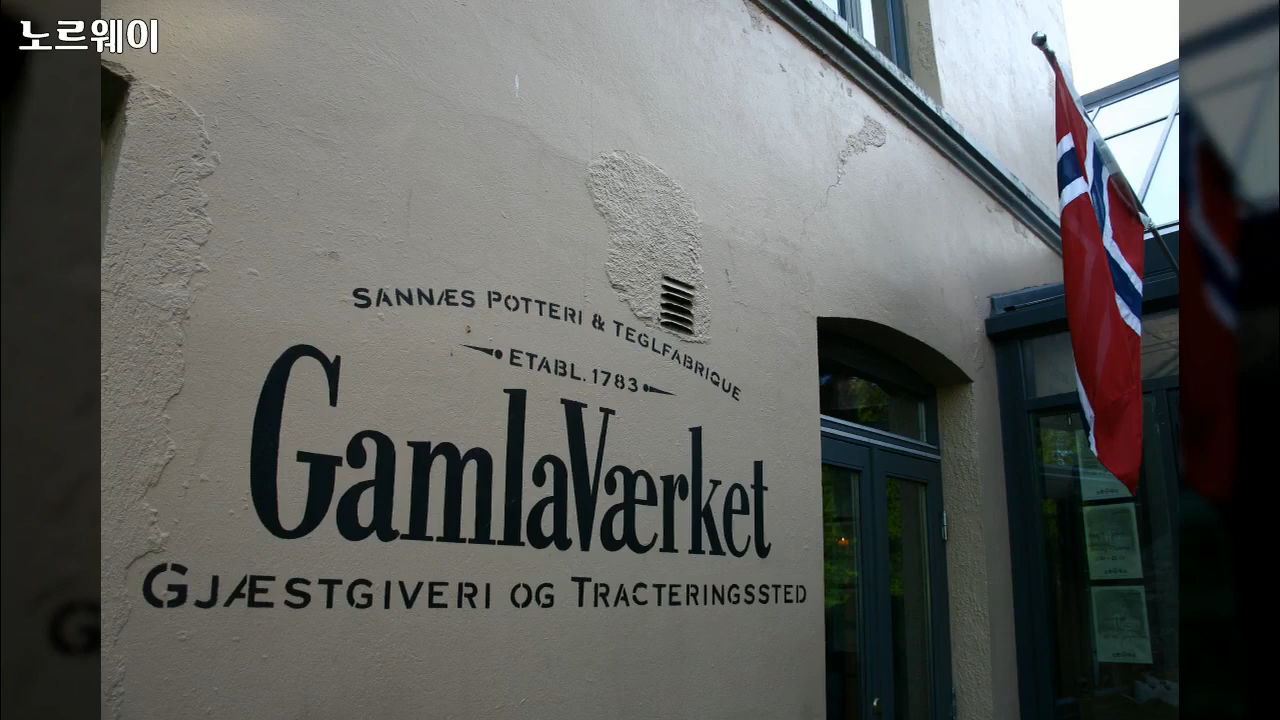 노르웨이
SANNÆS POTTERI & TEGLFABRIQUE
ETABL. 1783
GamlaVærket
GJÆSTGIVERI OG TRACTERINGSSTED